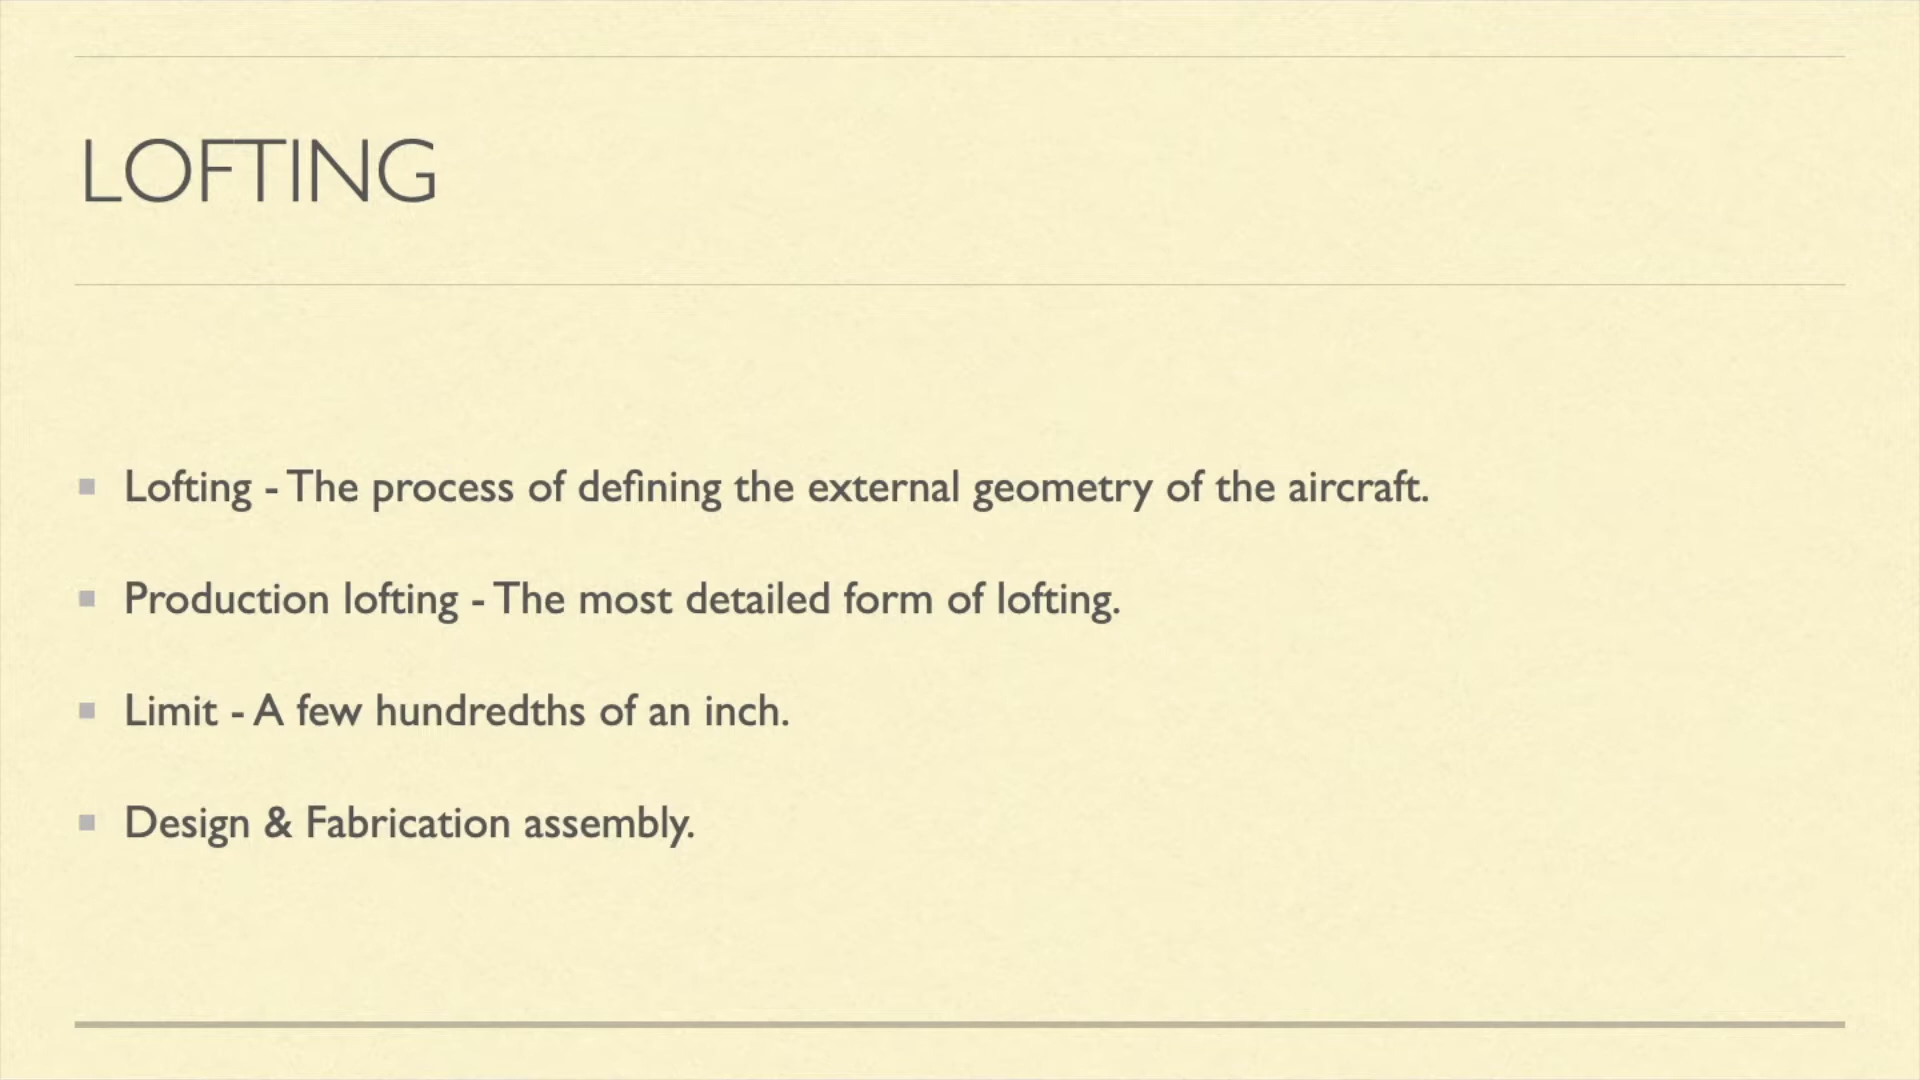 LOFTING
Lofting - The process of defining the external geometry of the aircraft.
Production lofting - The most detailed form of lofting.
Limit - A few hundredths of an inch.
Design & Fabrication assembly.